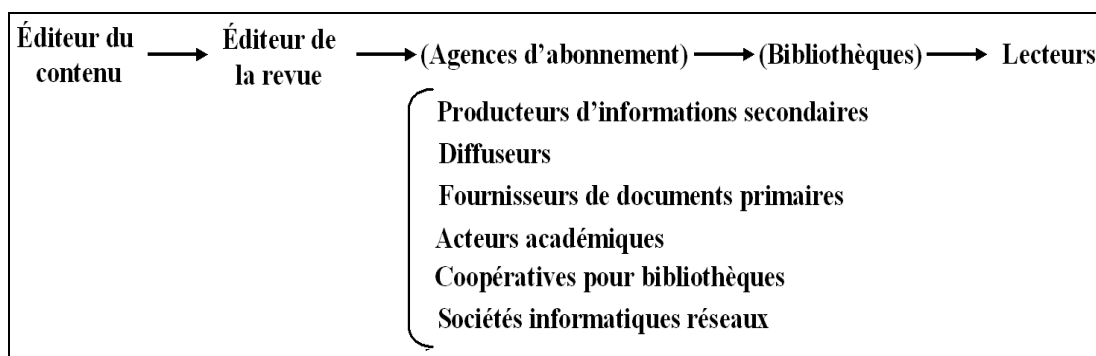 Éditeur du contenu
Éditeur de la revue
(Agences d'abonnement)
(Bibliothèques)
Lecteurs
Producteurs d'informations secondaires
Diffuseurs
Fournisseurs de documents primaires
Acteurs académiques
Coopératives pour bibliothèques
Sociétés informatiques réseaux